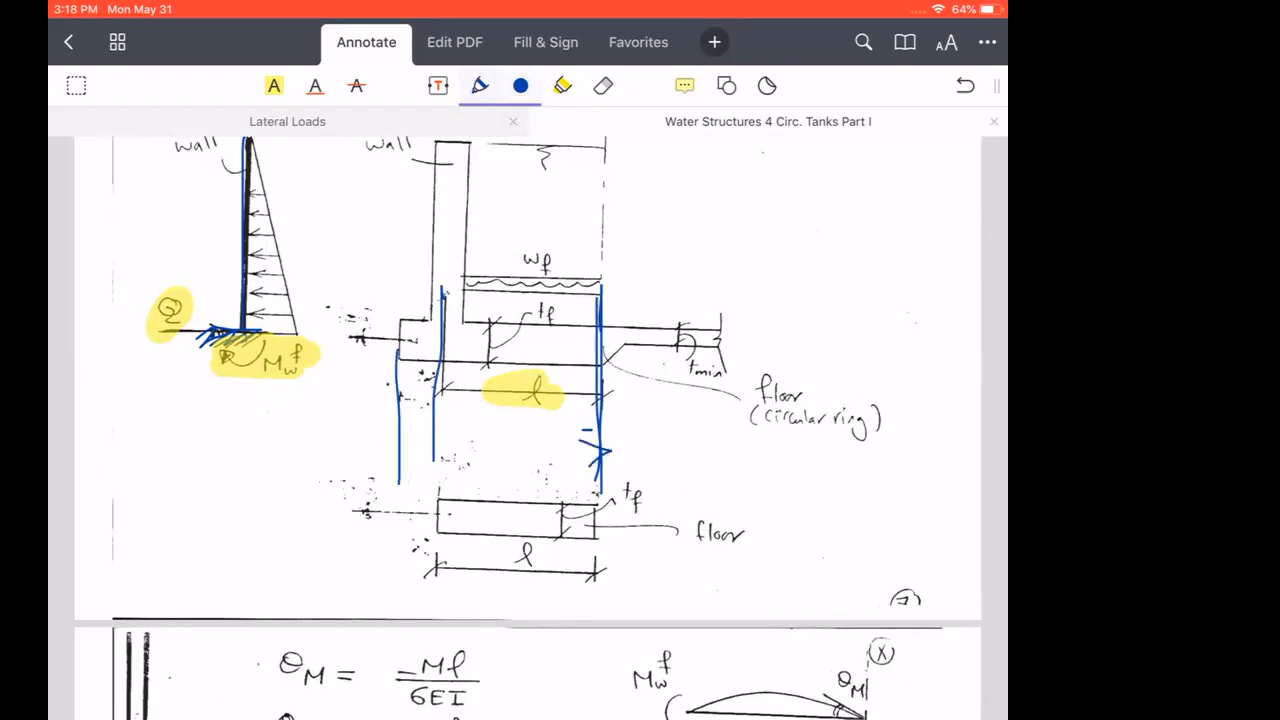 3:18 PM Mon May 31
64%
Annotate
Edit PDF
Fill & Sign
Favorites
AA
A A A T
Lateral Loads
Water Structures 4 Circ. Tanks Part I
wall
wall
wf
tf
Q
Mwf
tmin
l
floor
(circular ring)
tf
floor
l
θM = -Ml
6EI
Mwf
θM
X